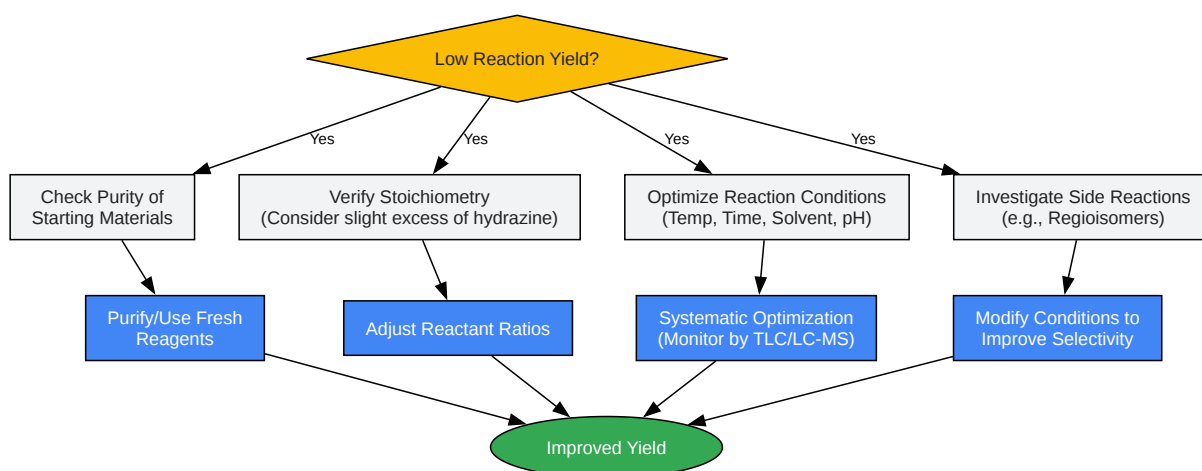 Low Reaction Yield?
Yes
Yes
Yes
Yes
Check Purity of
Starting Materials
Verify Stoichiometry
(Consider slight excess of hydrazine)
Optimize Reaction Conditions
(Temp, Time, Solvent, pH)
Investigate Side Reactions
(e.g., Regioisomers)
Purify/Use Fresh
Reagents
Adjust Reactant Ratios
Systematic Optimization
(Monitor by TLC/LC-MS)
Modify Conditions to
Improve Selectivity
Improved Yield